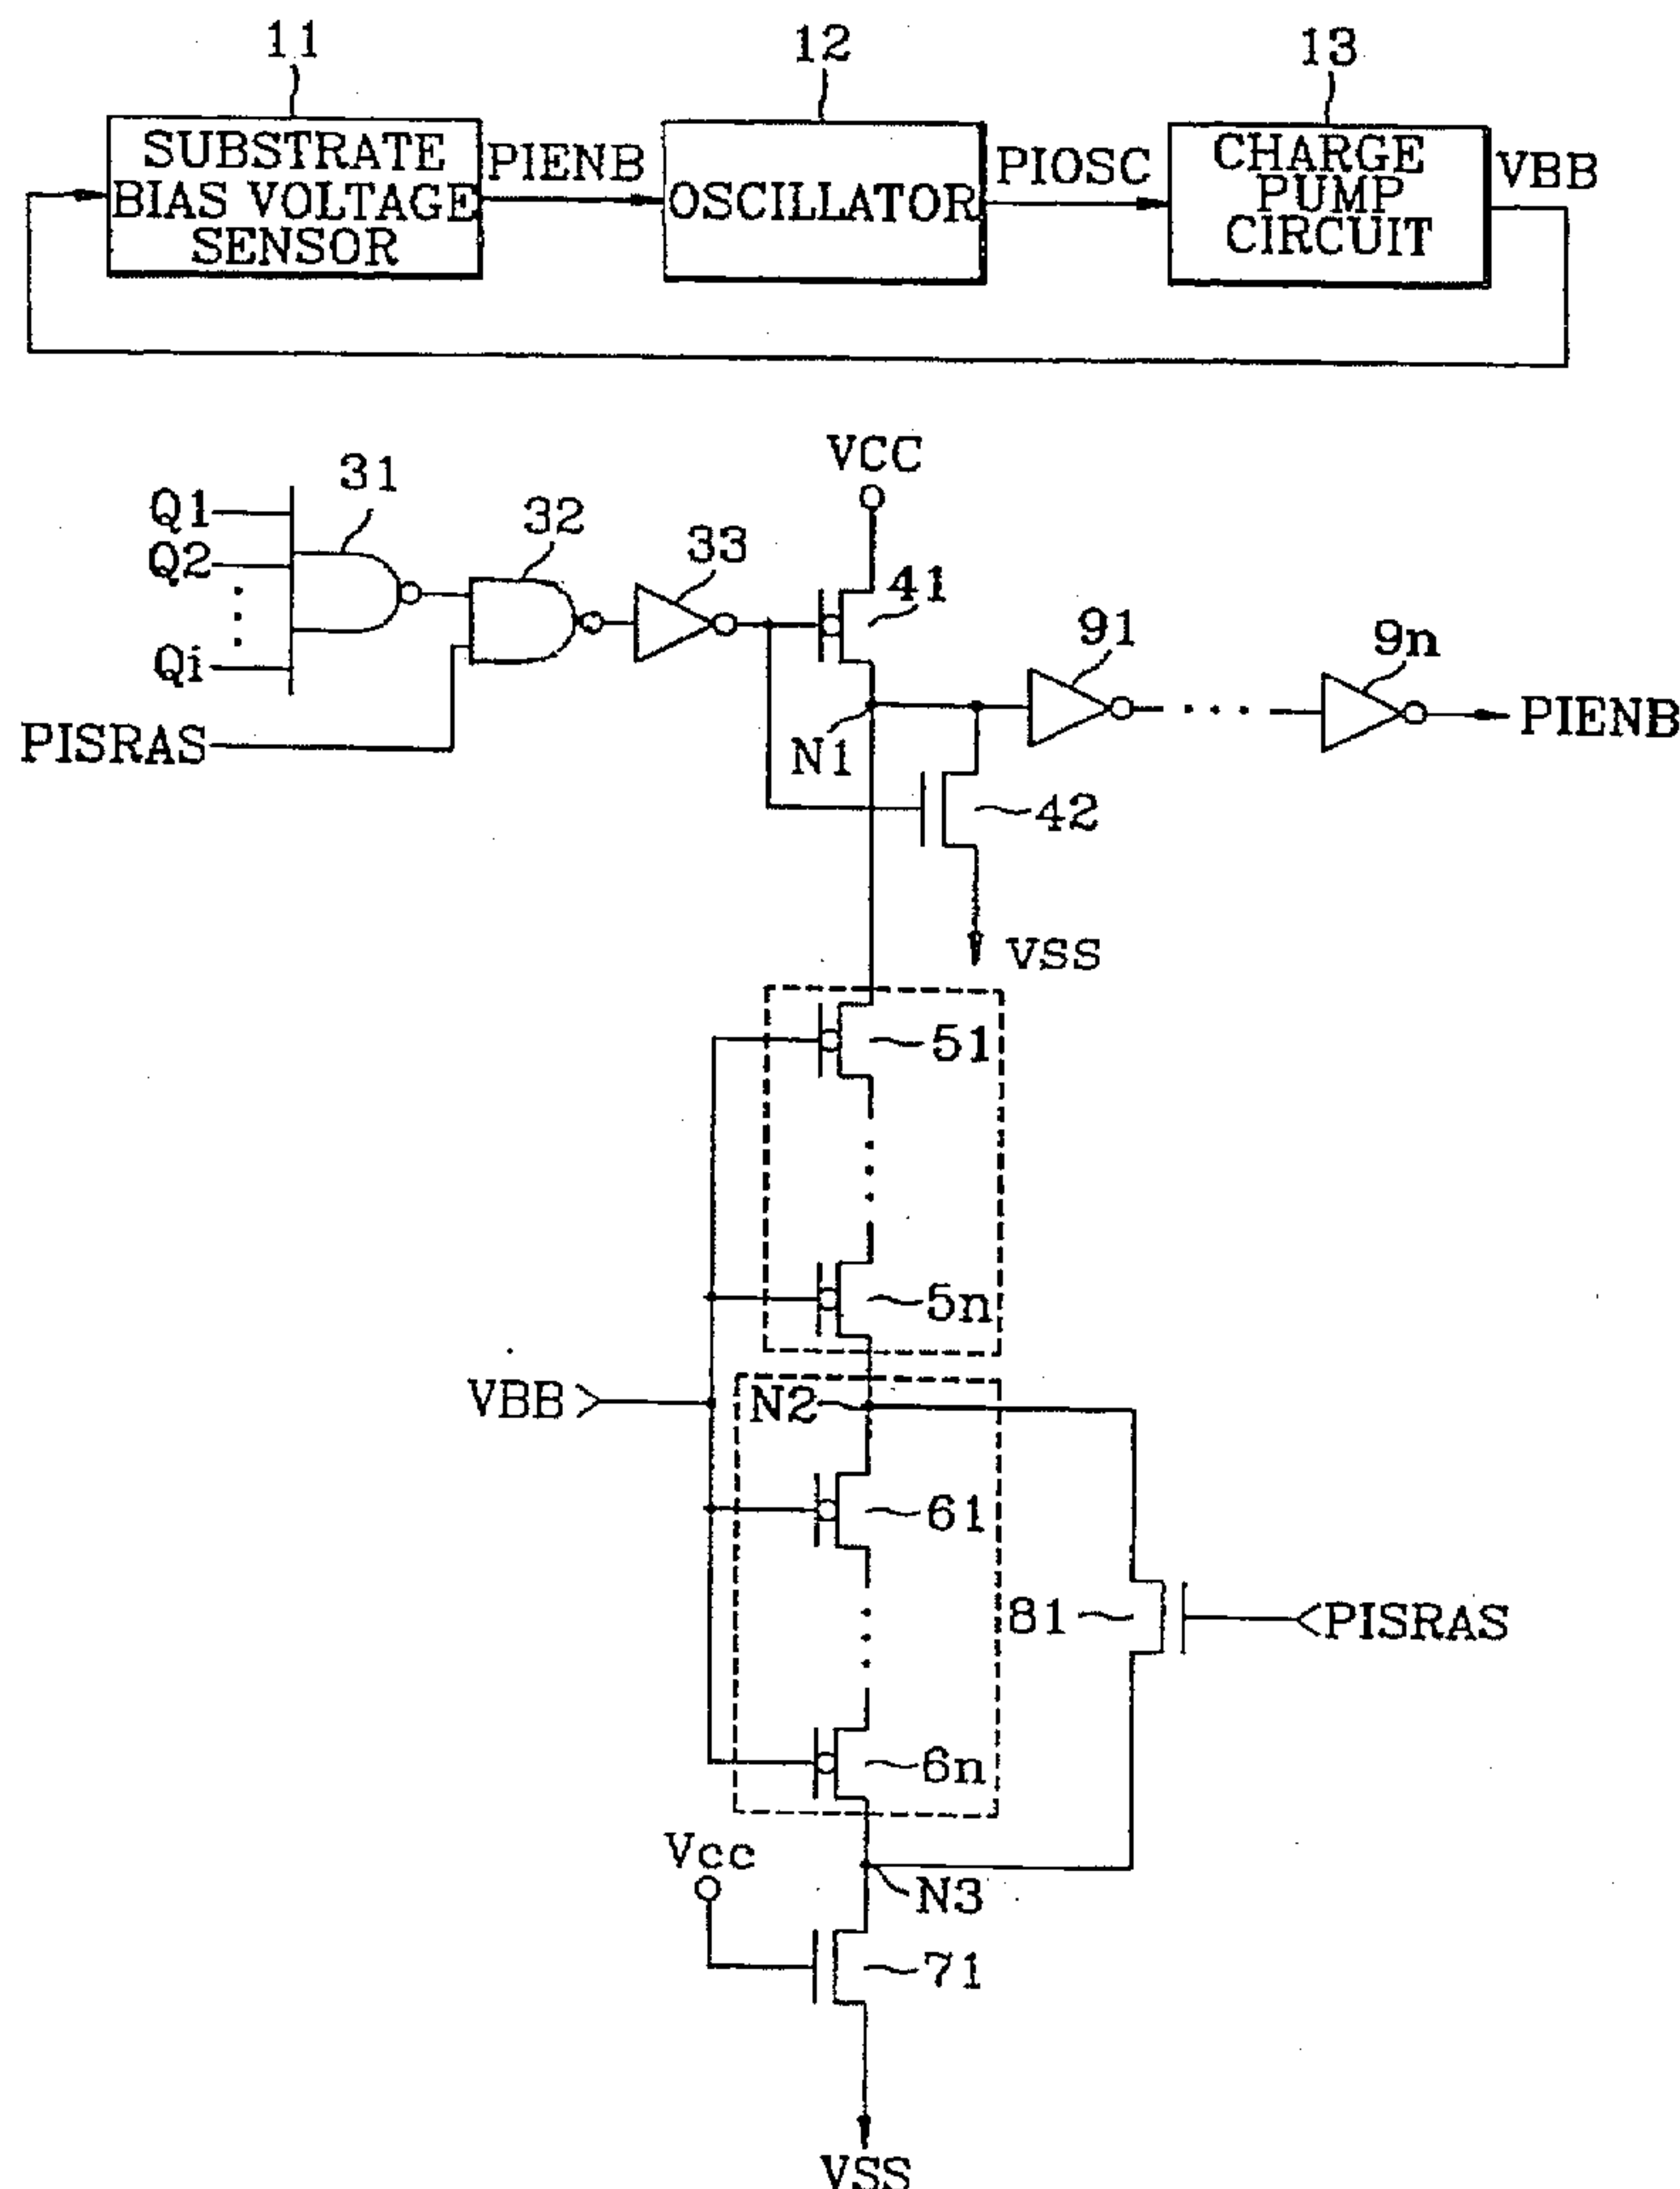 11
12
13
SUBSTRATE
BIAS VOLTAGE
SENSOR
PIENB
OSCILLATOR
PIOSC
CHARGE
PUMP
CIRCUIT
VBB
VCC
Q1
Q2
Qi
31
32
33
41
91
9n
PISRAS
N1
PIENB
42
VSS
51
5n
VBB
N2
61
81
PISRAS
6n
Vcc
N3
71
VSS